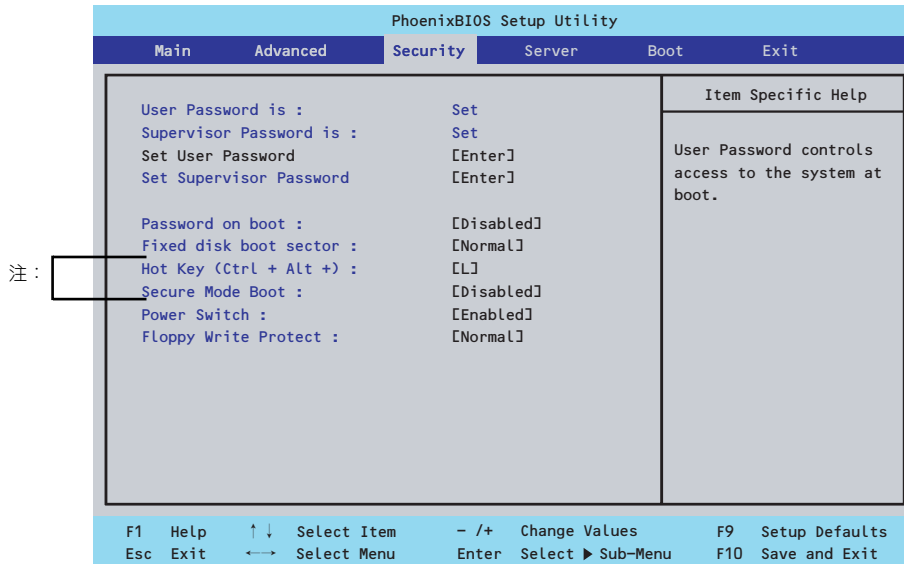 PhoenixBIOS Setup Utility
Main Advanced Security Server Boot Exit
Item Specific Help
User Password is : Set
Supervisor Password is : Set
Set User Password [Enter]
Set Supervisor Password [Enter]
User Password controls
access to the system at
boot.
Password on boot : [Disabled]
Fixed disk boot sector : [Normal]
注：
Hot Key (Ctrl + Alt +) : [L]
Secure Mode Boot : [Disabled]
Power Switch : [Enabled]
Floppy Write Protect : [Normal]
F1 Help ↑↓ Select Item - /+ Change Values F9 Setup Defaults
Esc Exit ←→ Select Menu Enter Select ▶ Sub-Menu F10 Save and Exit